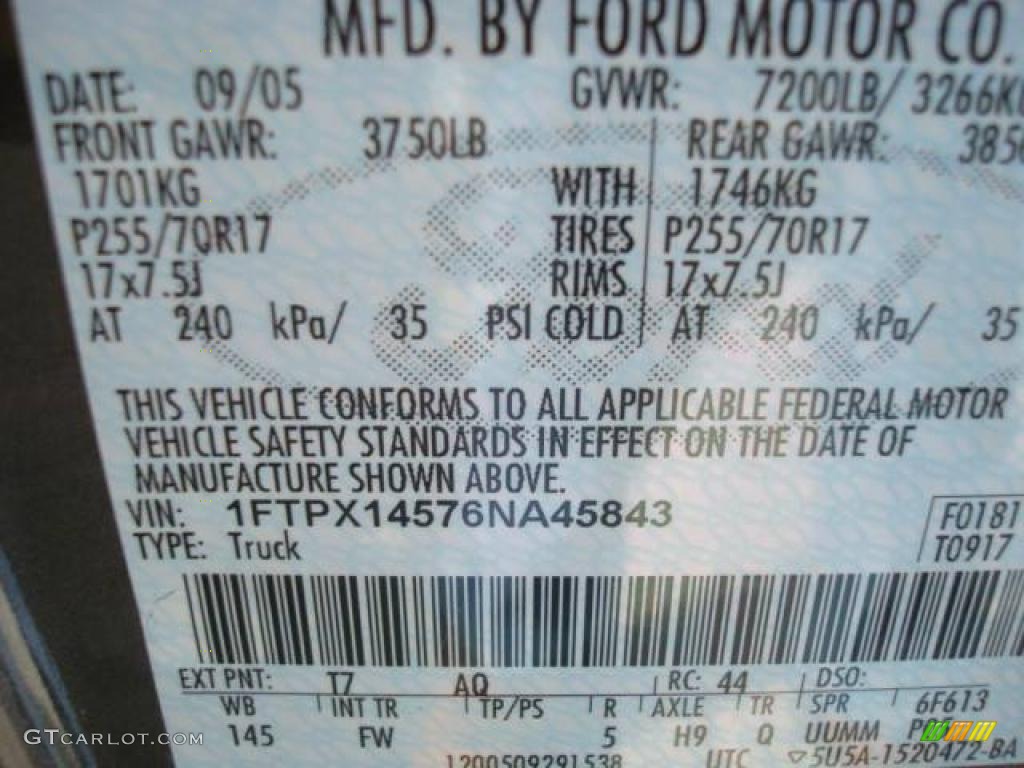 MFD. BY FORD MOTOR CO.
DATE: 09/05 GVWR: 7200LB/ 3266K
FRONT GAWR: 3750LB REAR GAWR: 385
1701KG WITH 1746KG
P255/70R17 TIRES P255/70R17
17x7.5J RIMS 17x7.5J
AT 240 kPa/ 35 PSI COLD AT 240 kPa/ 35
THIS VEHICLE CONFORMS TO ALL APPLICABLE FEDERAL MOTOR
VEHICLE SAFETY STANDARDS IN EFFECT ON THE DATE OF
MANUFACTURE SHOWN ABOVE.
VIN: 1FTPX14576NA45843 F0181
TYPE: Truck T0917
EXT PNT: T7 AQ RC: 44 DSO:
WB INT TR TP/PS R AXLE TR SPR 6F613
145 FW 5 H9 Q UUMM
1200509291538 UTC ▽5U5A-1520472-BA
GTCarLot.com